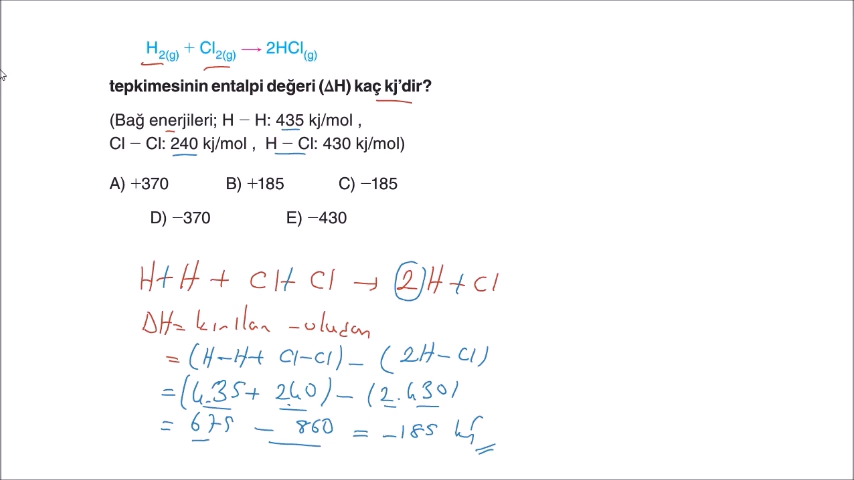 H2(g) + Cl2(g) → 2HCl(g)
tepkimesinin entalpi değeri (ΔH) kaç kj'dir?
(Bağ enerjileri; H – H: 435 kj/mol ,
Cl – Cl: 240 kj/mol , H – Cl: 430 kj/mol)
A) +370 B) +185 C) –185
D) –370 E) –430
H+H + Cl+Cl → 2H+Cl
ΔH= kırılan - oluşan
= (H-H+ Cl-Cl) - (2H-Cl)
= (435+ 240) - (2.430)
= 675 - 860 = -185 kj